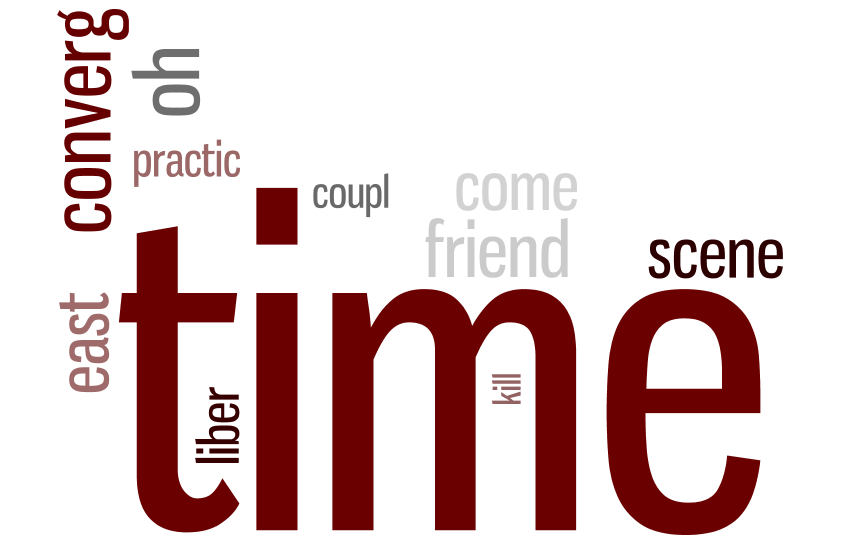 converg
oh
practic
coupl
come
friend
scene
east
time
liber
kill